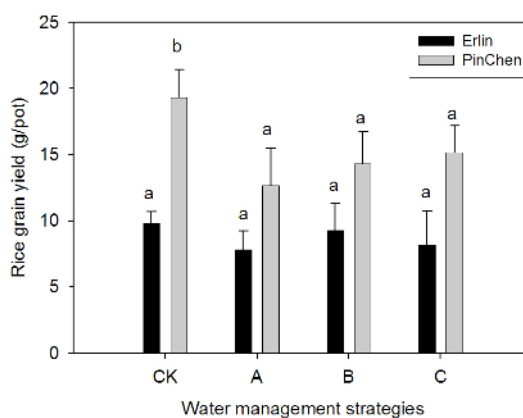 25
20
15
10
5
0
Rice grain yield (g/pot)
Erlin
PinChen
b
a
a
a
a
a
a
a
CK
A
B
C
Water management strategies